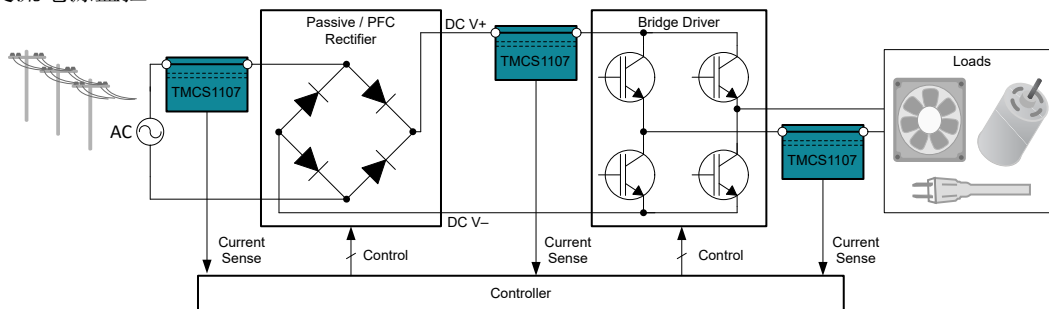 Passive / PFC
Rectifier
DC V+
Bridge Driver
Loads
TMCS1107
TMCS1107
TMCS1107
AC
DC V–
Current
Sense
Control
Current
Sense
Control
Current
Sense
Controller